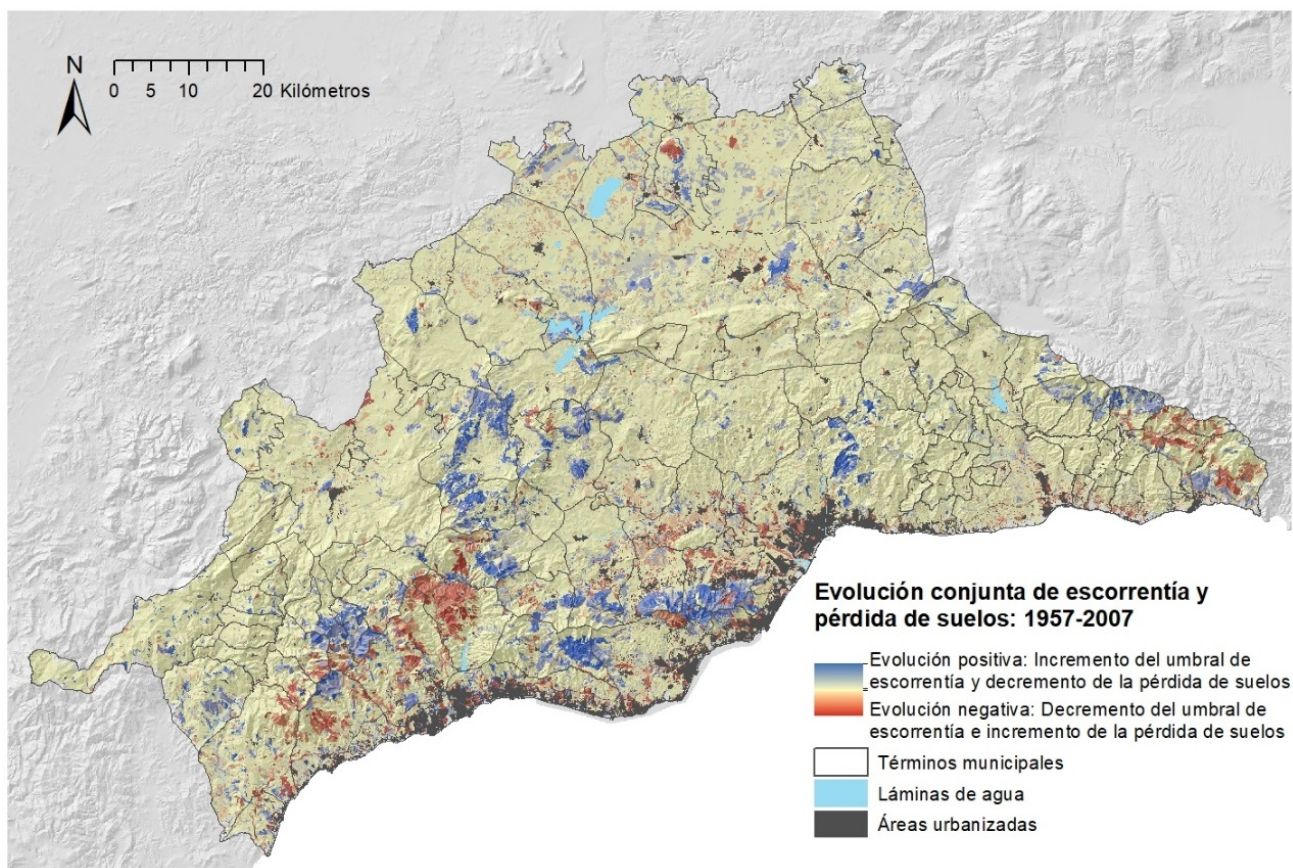 N
0 5 10 20 Kilómetros
Evolución conjunta de escorrentía y
pérdida de suelos: 1957-2007
Evolución positiva: Incremento del umbral de
escorrentía y decremento de la pérdida de suelos
Evolución negativa: Decremento del umbral de
escorrentía e incremento de la pérdida de suelos
Términos municipales
Láminas de agua
Áreas urbanizadas